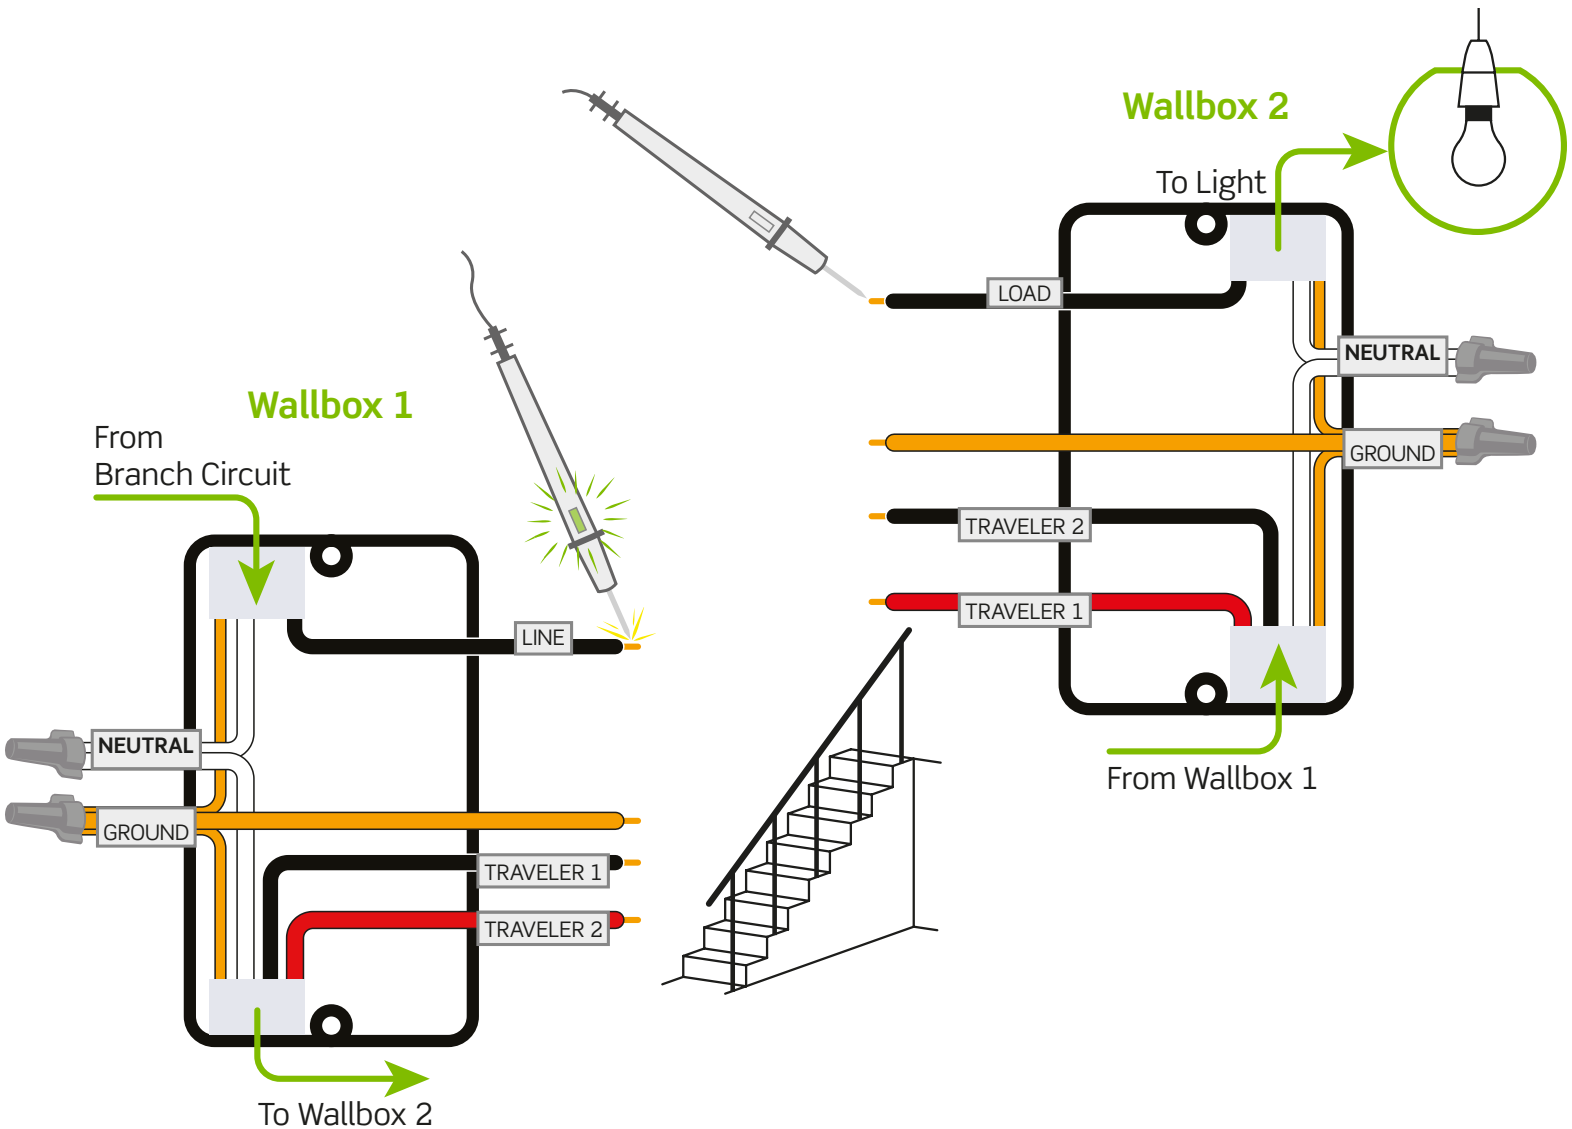 Wallbox 2
To Light
LOAD
NEUTRAL
GROUND
TRAVELER 2
TRAVELER 1
From Wallbox 1
Wallbox 1
From
Branch Circuit
LINE
NEUTRAL
GROUND
TRAVELER 1
TRAVELER 2
To Wallbox 2